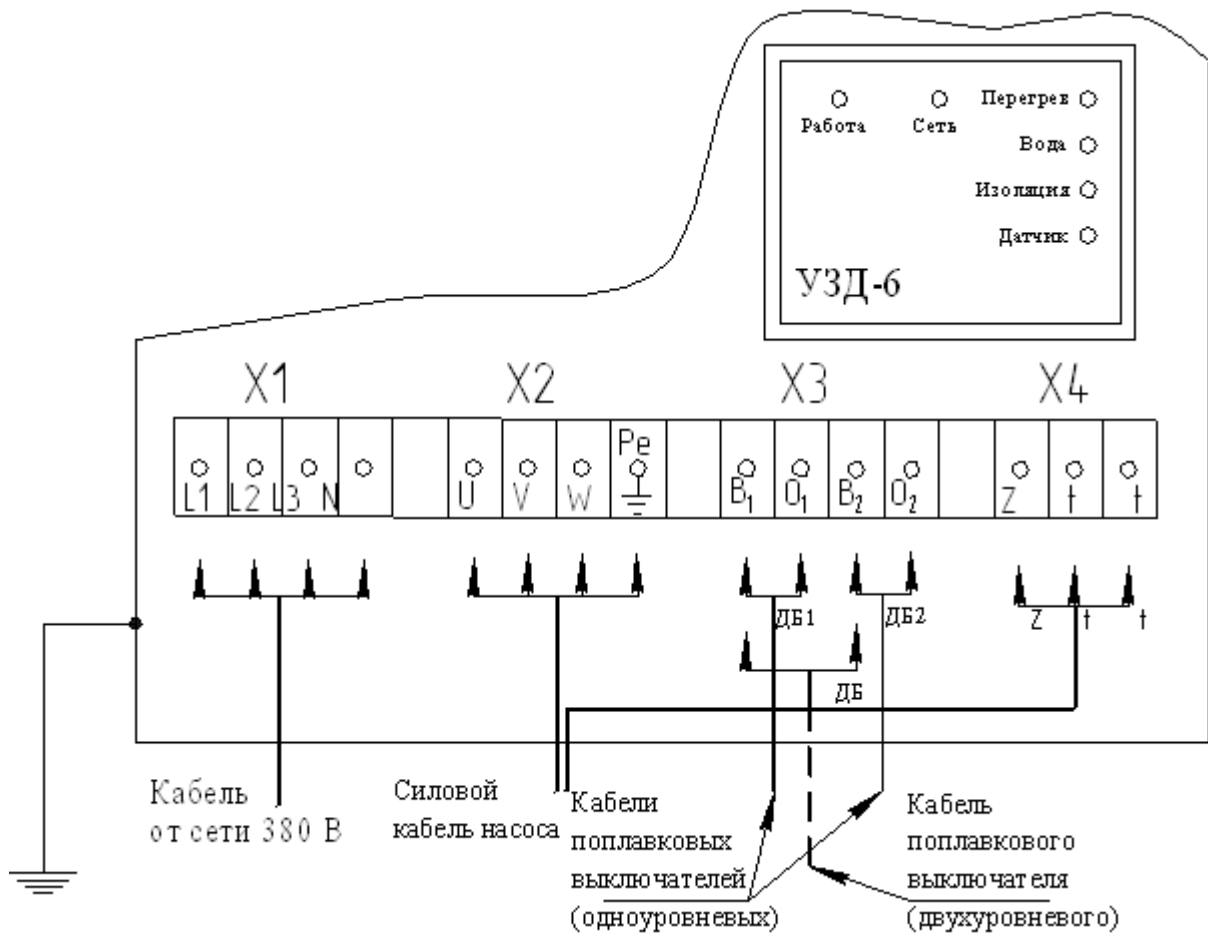 Перегрев
Работа Сеть
Вода
Изоляция
Датчик
УЗД-6
X1 X2 X3 X4
Pe
L1 L2 L3 N U V W B₁ O₁ B₂ O₂ Z t t
ДБ1 ДБ2 Z t t
ДБ
Кабель
от сети 380 В
Силовой
кабель насоса
Кабели
поплавковых
выключателей
(одноуровневых)
Кабель
поплавкового
выключателя
(двухуровневого)